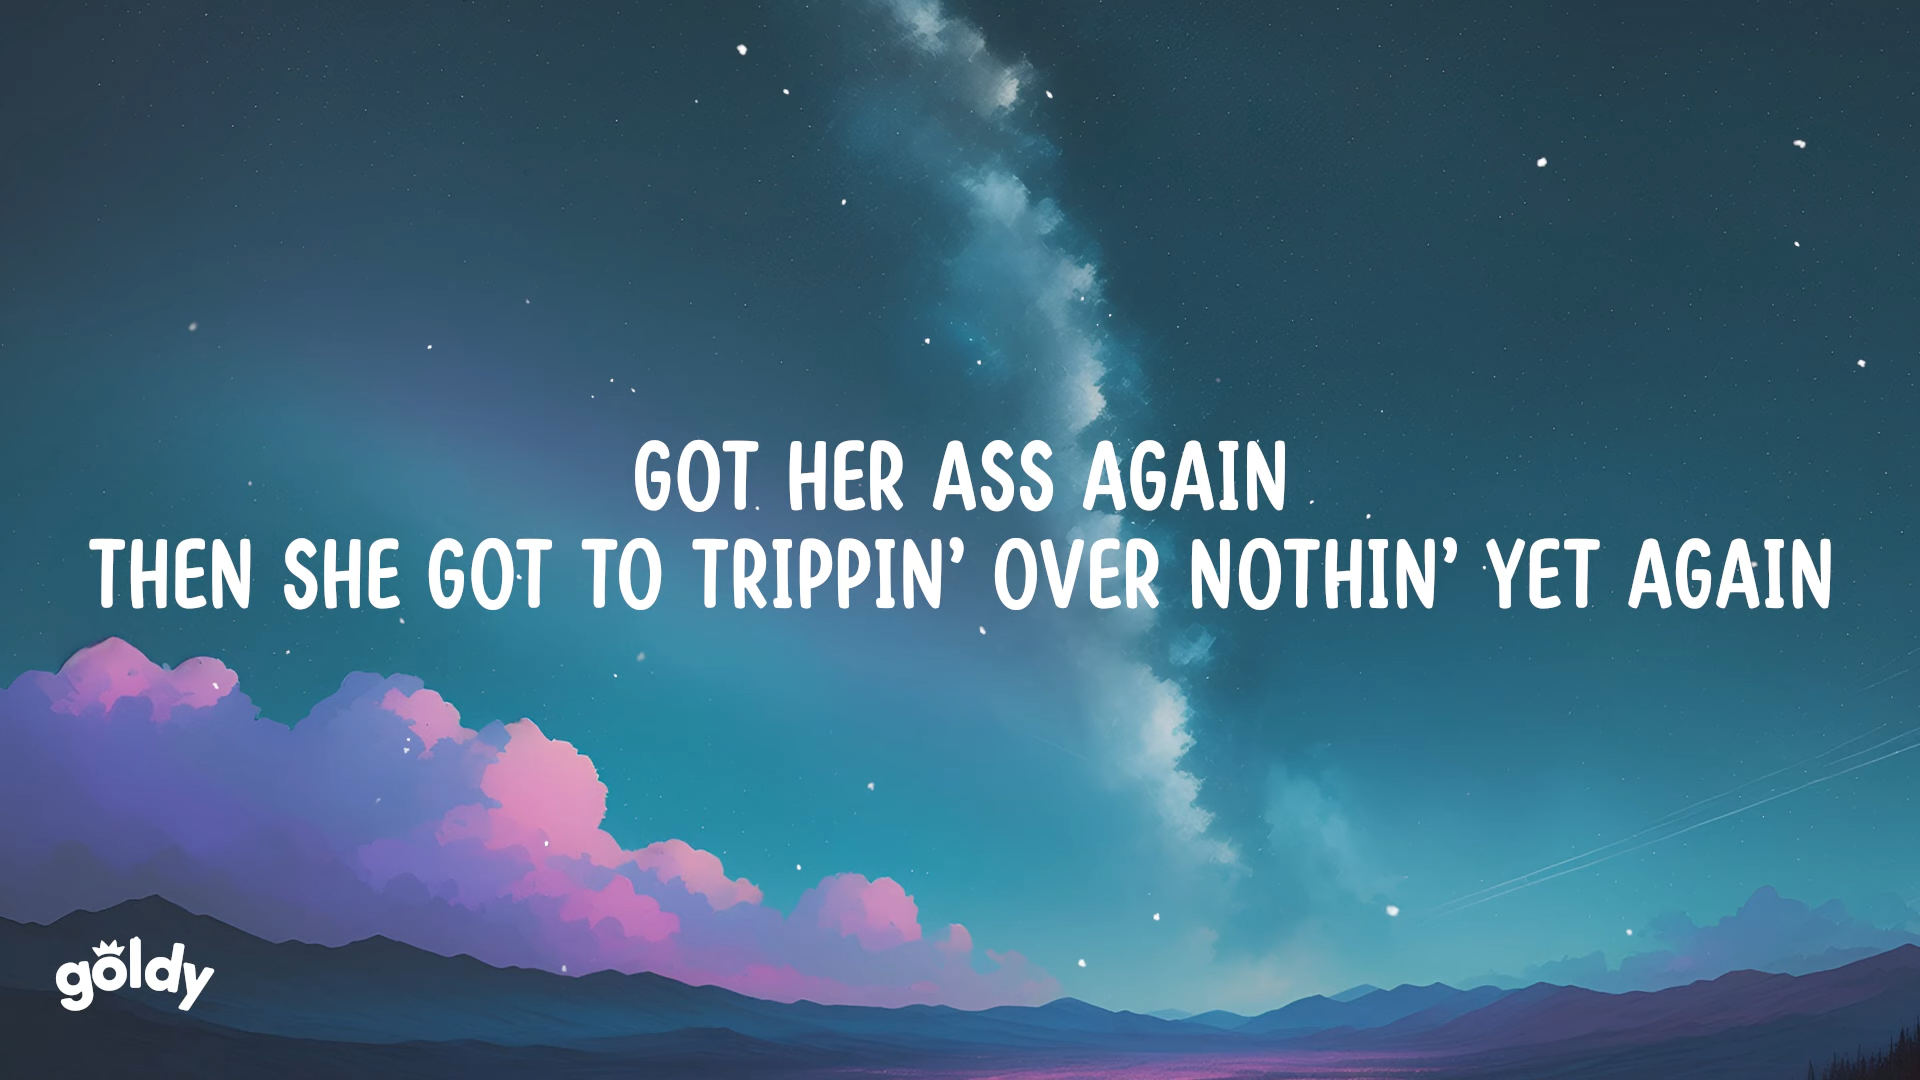 GOT HER ASS AGAIN
THEN SHE GOT TO TRIPPIN’ OVER NOTHIN’ YET AGAIN
goldy